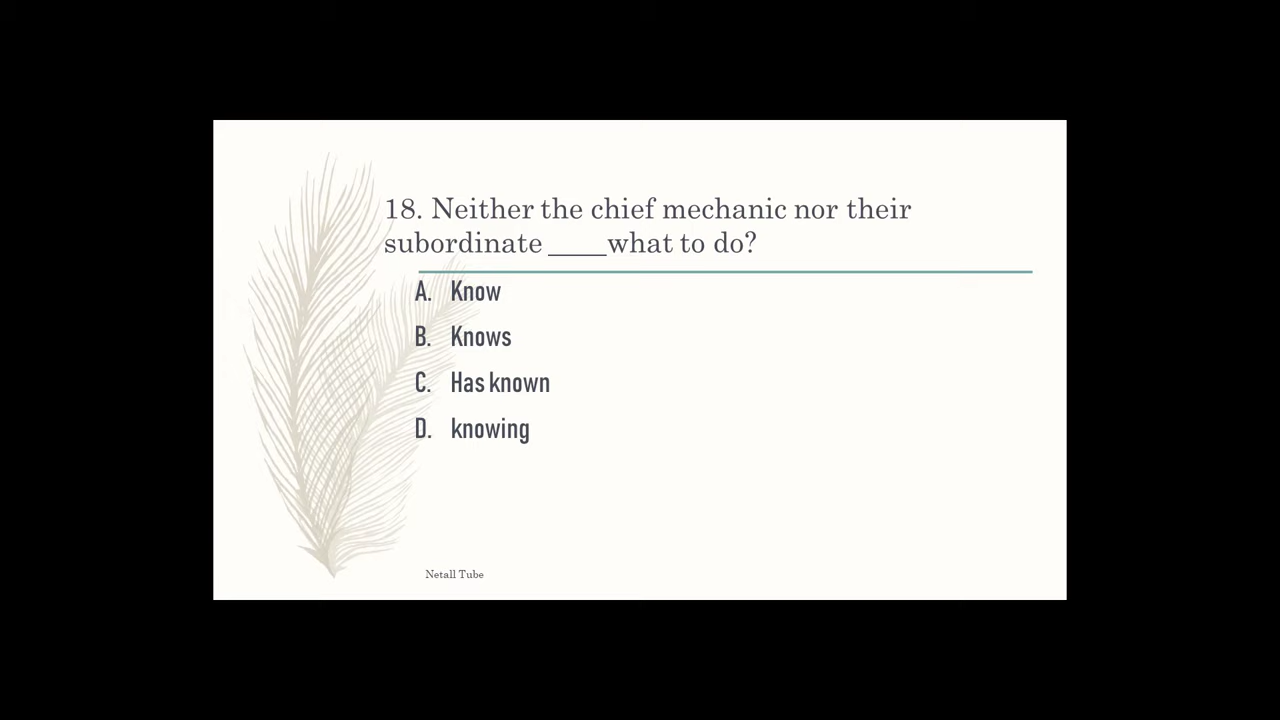 18. Neither the chief mechanic nor their
subordinate ____what to do?
A. Know
B. Knows
C. Has known
D. knowing
Netall Tube